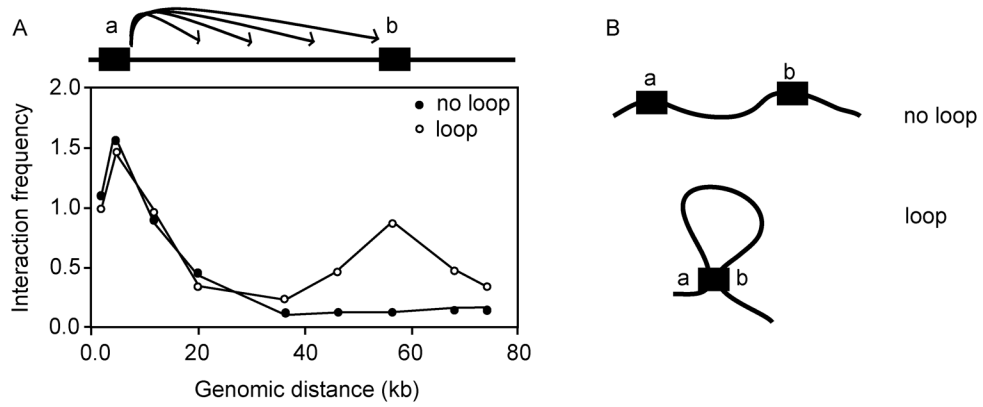 A
a
b
2.0
1.5
1.0
0.5
0.0
Interaction frequency
no loop
loop
0.0
20
40
60
80
Genomic distance (kb)
B
a
b
no loop
loop
a
b